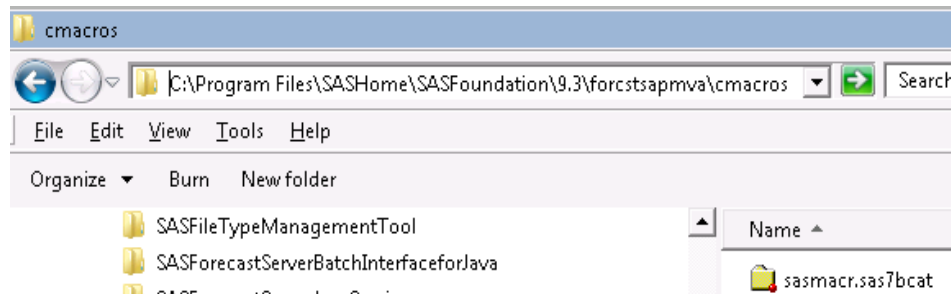 cmacros
C:\Program Files\SASHome\SASFoundation\9.3\forcstsapmva\cmacros Search
File Edit View Tools Help
Organize Burn New folder
SASFileTypeManagementTool
Name
SASForecastServerBatchInterfaceforJava
sasmacr.sas7bcat